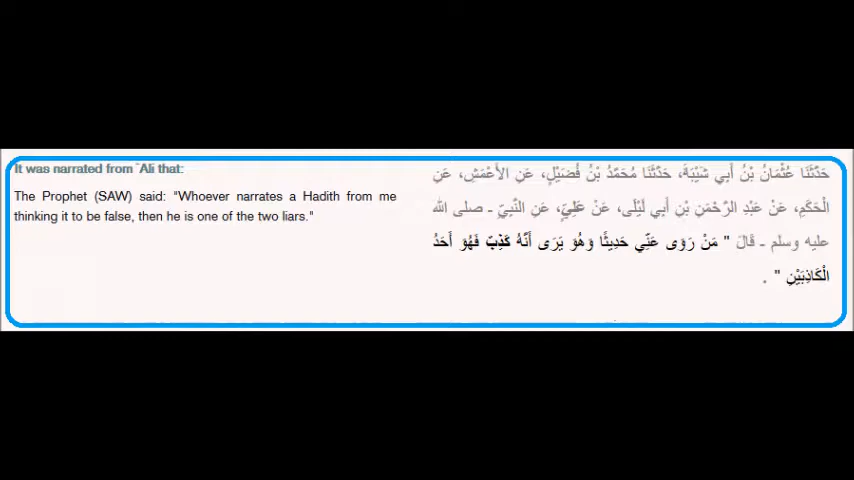 It was narrated from `Ali that:
The Prophet (SAW) said: "Whoever narrates a Hadith from me
thinking it to be false, then he is one of the two liars."
حَدَّثَنَا عُثْمَانُ بْنُ أَبِي شَيْبَةَ، حَدَّثَنَا مُحَمَّدُ بْنُ فُضَيْلٍ، عَنِ الأَعْمَشِ، عَنِ
الْحَكَمِ، عَنْ عَبْدِ الرَّحْمَنِ بْنِ أَبِي لَيْلَى، عَنْ عَلِيٍّ، عَنِ النَّبِيِّ ـ صلى الله
عليه وسلم ـ قَالَ " مَنْ رَوَى عَنِّي حَدِيثًا وَهُوَ يَرَى أَنَّهُ كَذِبٌ فَهُوَ أَحَدُ
الْكَاذِبَيْنِ " .